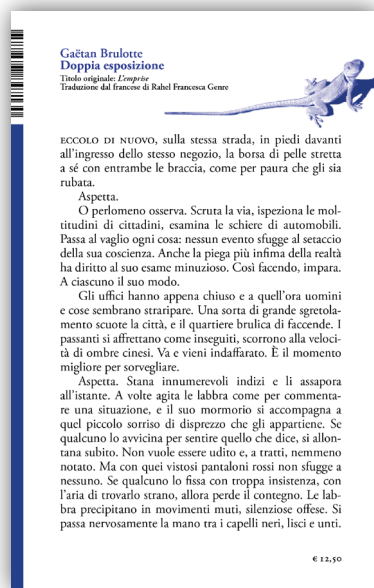 Gaëtan Brulotte
Doppia esposizione
Titolo originale: L'emprise
Traduzione dal francese di Rahel Francesca Genre
ECCOLO DI NUOVO, sulla stessa strada, in piedi davanti
all'ingresso dello stesso negozio, la borsa di pelle stretta
a sé con entrambe le braccia, come per paura che gli sia
rubata.
Aspetta.
O perlomeno osserva. Scruta la via, ispeziona le mol-
titudini di cittadini, esamina le schiere di automobili.
Passa al vaglio ogni cosa: nessun evento sfugge al setaccio
della sua coscienza. Anche la piega più infima della realtà
ha diritto al suo esame minuzioso. Così facendo, impara.
A ciascuno il suo modo.
Gli uffici hanno appena chiuso e a quell'ora uomini
e cose sembrano straripare. Una sorta di grande sgretola-
mento scuote la città, e il quartiere brulica di faccende. I
passanti si affrettano come inseguiti, scorrono alla veloci-
tà di ombre cinesi. Va e vieni indaffarato. È il momento
migliore per sorvegliare.
Aspetta. Stana innumerevoli indizi e li assapora
all'istante. A volte agita le labbra come per commenta-
re una situazione, e il suo mormorio si accompagna a
quel piccolo sorriso di disprezzo che gli appartiene. Se
qualcuno lo avvicina per sentire quello che dice, si allon-
tana subito. Non vuole essere udito e, a tratti, nemmeno
notato. Ma con quei vistosi pantaloni rossi non sfugge a
nessuno. Se qualcuno lo fissa con troppa insistenza, con
l'aria di trovarlo strano, allora perde il contegno. Le lab-
bra precipitano in movimenti muti, silenziose offese. Si
passa nervosamente la mano tra i capelli neri, lisci e unti.
€ 12,50